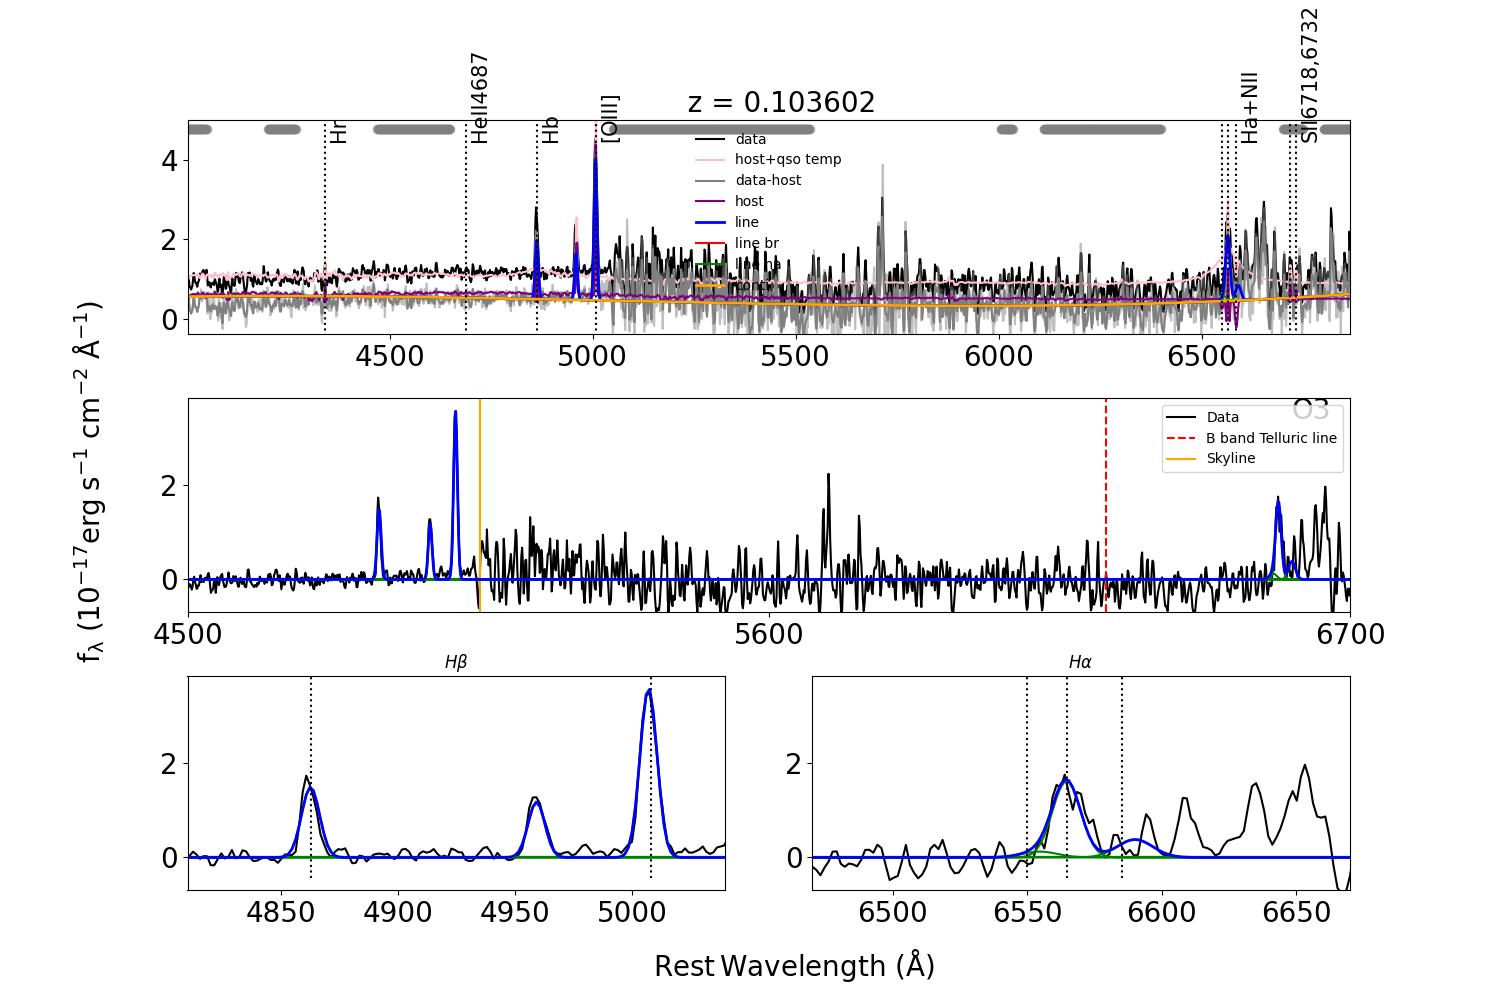 z = 0.103602
Hr
HeII4687
Hb
[OIII]
Ha+NII
SII6718,6732
data
host+qso temp
data-host
host
line
line br
line na
conti
4
2
0
4500
5000
5500
6000
6500
f_λ (10^−17 erg s^−1 cm^−2 Å^−1)
O3
Data
B band Telluric line
Skyline
2
0
4500
5600
6700
Hβ
2
0
4850
4900
4950
5000
Hα
2
0
6500
6550
6600
6650
Rest Wavelength (Å)